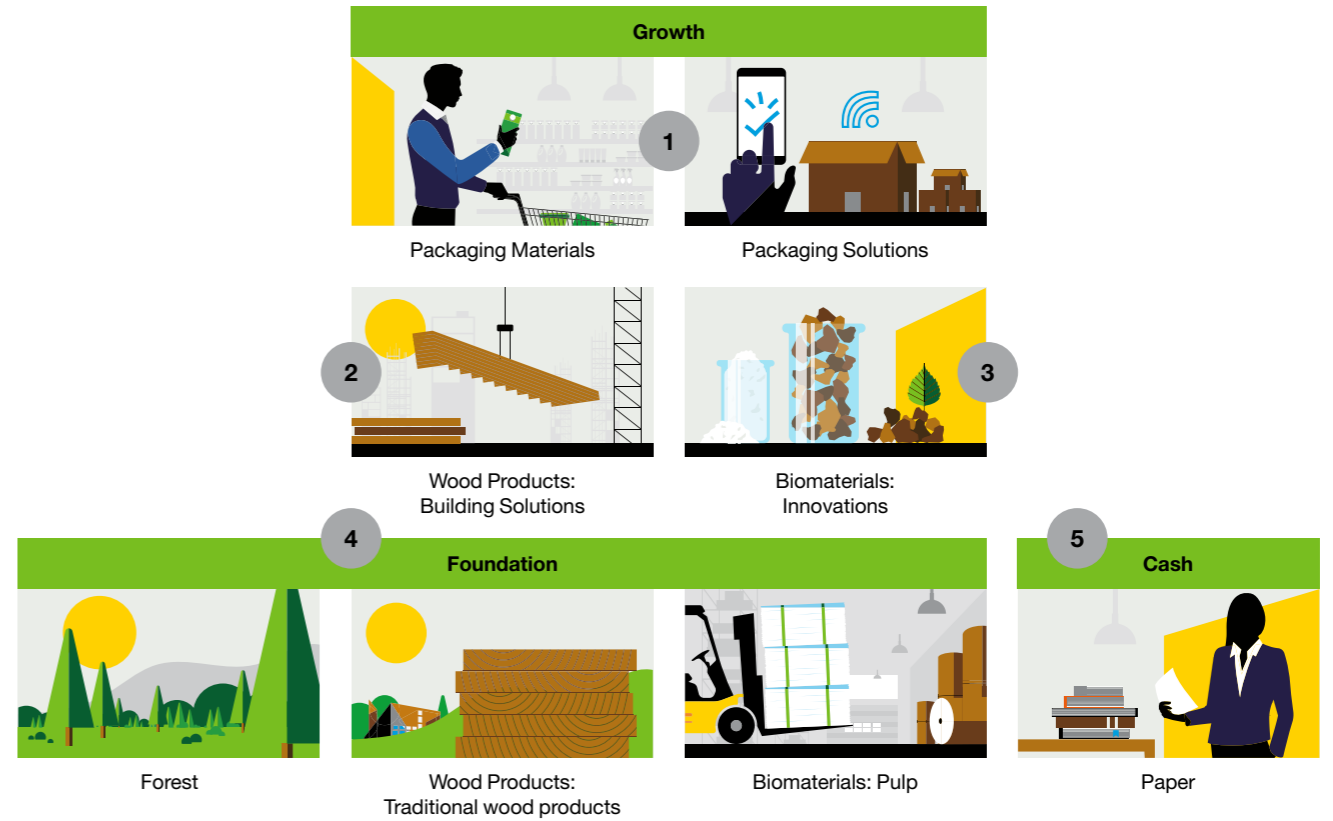 Growth
1
Packaging Materials
Packaging Solutions
2
3
Wood Products:
Building Solutions
Biomaterials:
Innovations
4
Foundation
5
Cash
Forest
Wood Products:
Traditional wood products
Biomaterials: Pulp
Paper